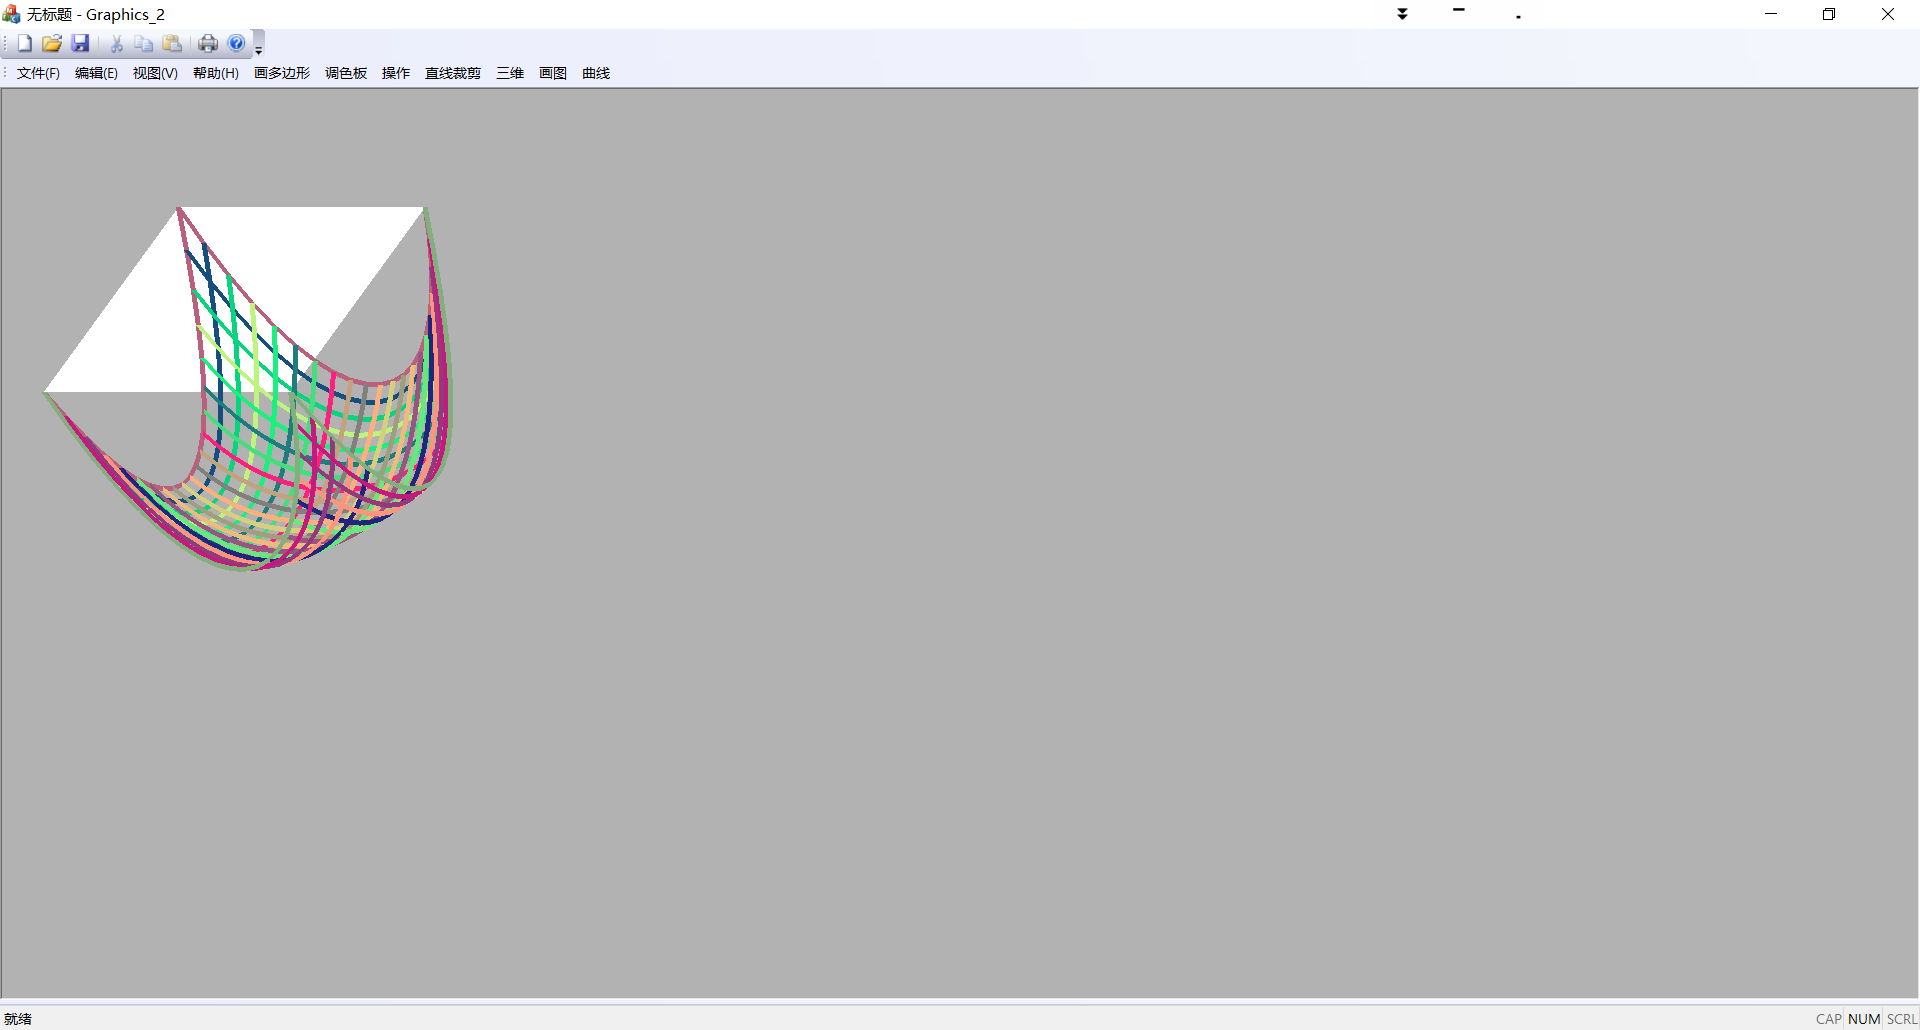 无标题 - Graphics_2
文件(F) 编辑(E) 视图(V) 帮助(H) 画多边形 调色板 操作 直线裁剪 三维 画图 曲线
就绪 CAP NUM SCRL